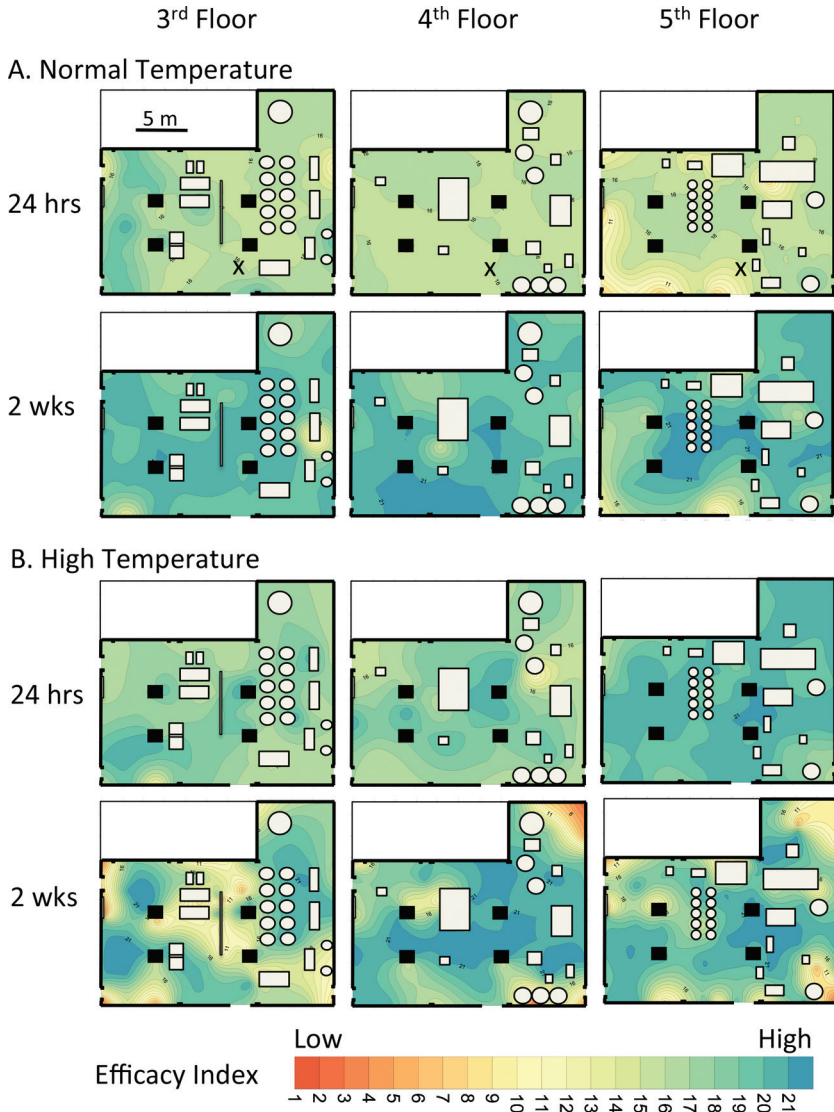 3rd Floor 4th Floor 5th Floor
A. Normal Temperature
5 m
24 hrs
X X X
2 wks
B. High Temperature
24 hrs
2 wks
Low High
Efficacy Index
1 2 3 4 5 6 7 8 9 10 11 12 13 14 15 16 17 18 19 20 21